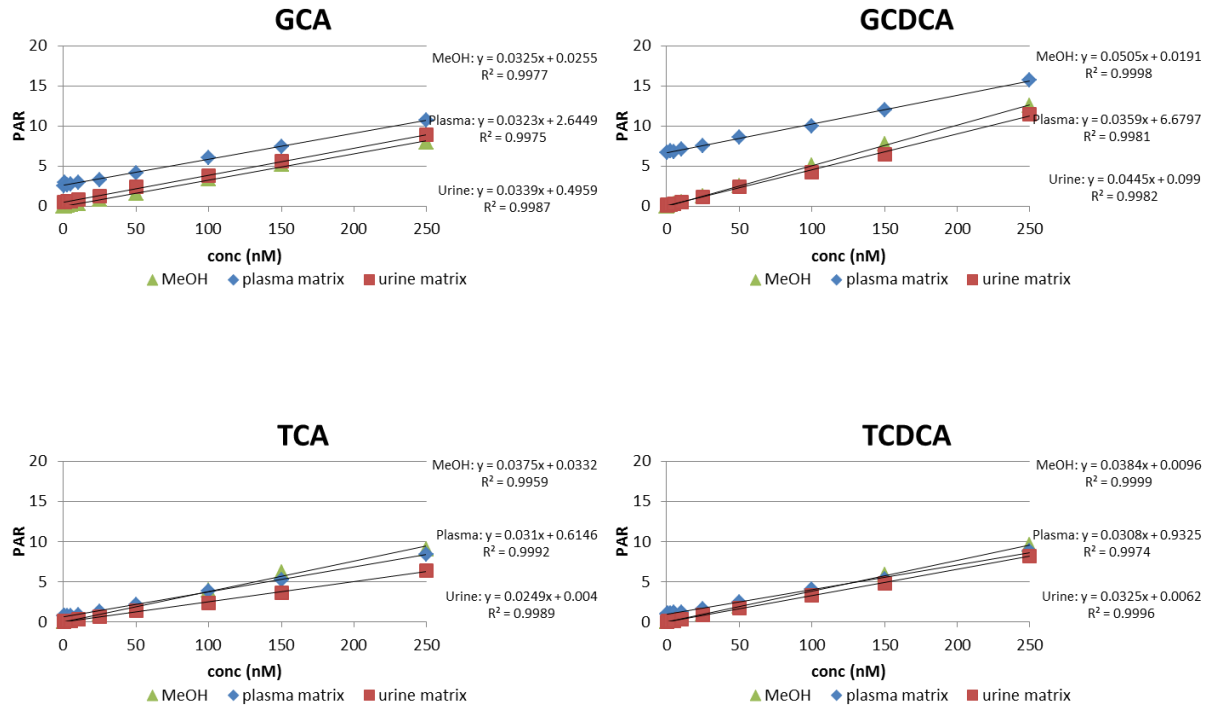 GCA
20
15
10
5
0
PAR
0
50
100
150
200
250
conc (nM)
MeOH: y = 0.0325x + 0.0255
R² = 0.9977
Plasma: y = 0.0323x + 2.6449
R² = 0.9975
Urine: y = 0.0339x + 0.4959
R² = 0.9987
MeOH
plasma matrix
urine matrix
GCDCA
20
15
10
5
0
PAR
0
50
100
150
200
250
conc (nM)
MeOH: y = 0.0505x + 0.0191
R² = 0.9998
Plasma: y = 0.0359x + 6.6797
R² = 0.9981
Urine: y = 0.0445x + 0.099
R² = 0.9982
MeOH
plasma matrix
urine matrix
TCA
20
15
10
5
0
PAR
0
50
100
150
200
250
conc (nM)
MeOH: y = 0.0375x + 0.0332
R² = 0.9959
Plasma: y = 0.031x + 0.6146
R² = 0.9992
Urine: y = 0.0249x + 0.004
R² = 0.9989
MeOH
plasma matrix
urine matrix
TCDCA
20
15
10
5
0
PAR
0
50
100
150
200
250
conc (nM)
MeOH: y = 0.0384x + 0.0096
R² = 0.9999
Plasma: y = 0.0308x + 0.9325
R² = 0.9974
Urine: y = 0.0325x + 0.0062
R² = 0.9996
MeOH
plasma matrix
urine matrix